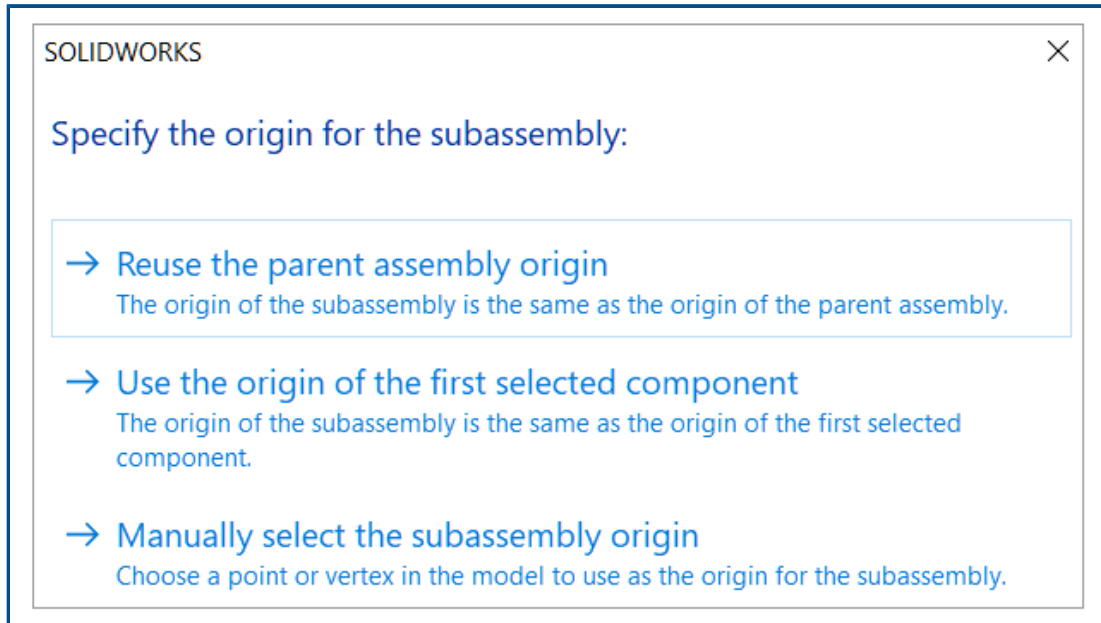 SOLIDWORKS
Specify the origin for the subassembly:
Reuse the parent assembly origin
The origin of the subassembly is the same as the origin of the parent assembly.
Use the origin of the first selected component
The origin of the subassembly is the same as the origin of the first selected
component.
Manually select the subassembly origin
Choose a point or vertex in the model to use as the origin for the subassembly.